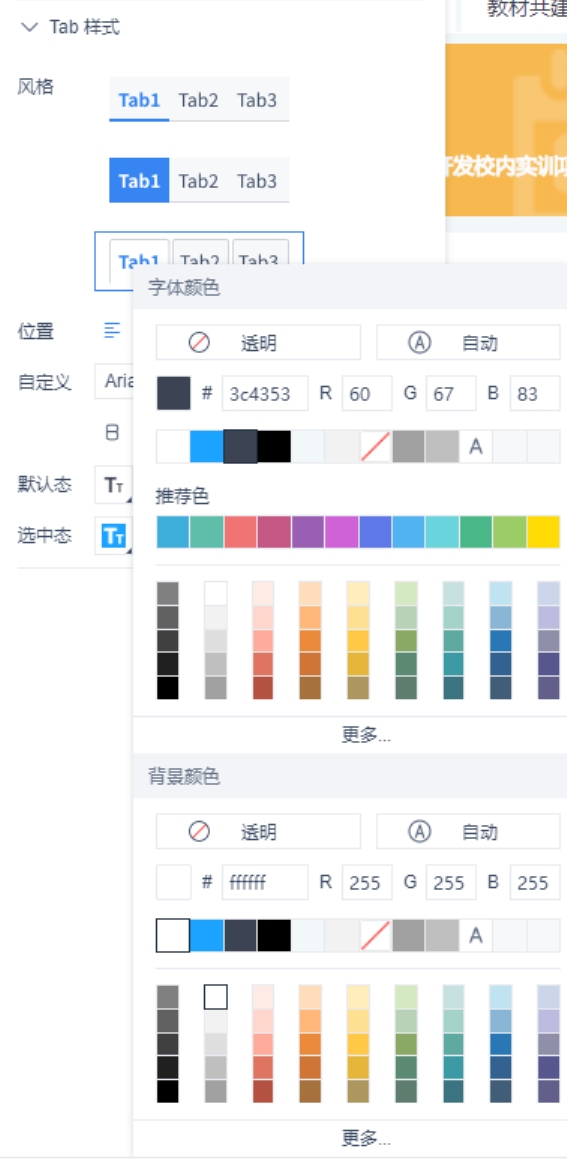 教材共建
Tab 样式
风格
Tab1 Tab2 Tab3
开发校内实训项
Tab1 Tab2 Tab3
Tab1 Tab2 Tab3
字体颜色
位置
透明
A 自动
自定义
Aria
# 3c4353 R 60 G 67 B 83
B
A
默认态
TT
推荐色
选中态
TT
更多...
背景颜色
透明
A 自动
# ffffff R 255 G 255 B 255
A
更多...